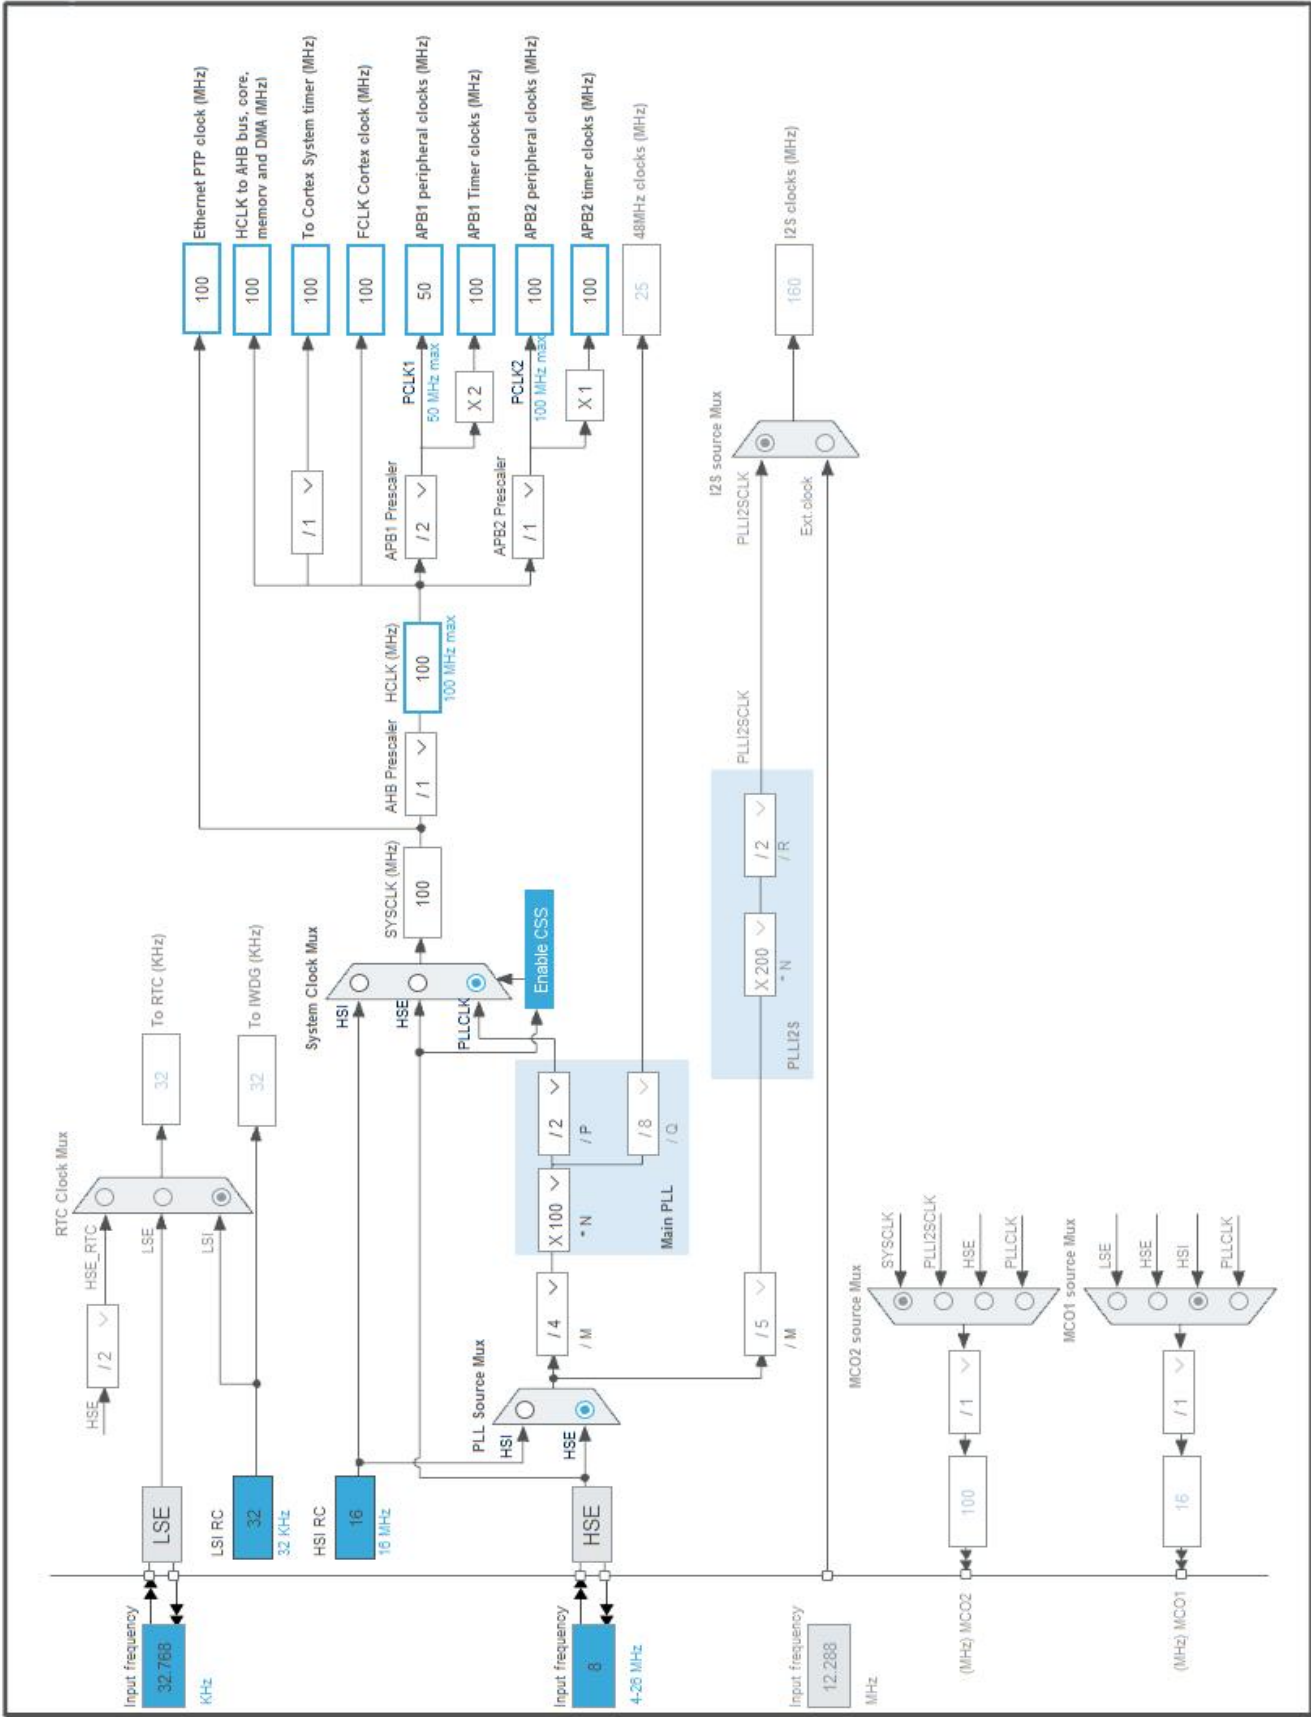 Input frequency
32.768
KHz
LSE
LSI RC
32
32 KHz
HSI RC
16
16 MHz
Input frequency
8
4-26 MHz
HSE
Input frequency
12.288
MHz
HSE
/ 2
HSE_RTC
LSE
LSI
RTC Clock Mux
32
To RTC (KHz)
32
To IWDG (KHz)
PLL Source Mux
HSI
HSE
/ 4
/ M
X 100
* N
/ 2
/ P
/ 8
/ Q
Main PLL
System Clock Mux
HSI
HSE
PLLCLK
Enable CSS
SYSCLK (MHz)
100
AHB Prescaler
/ 1
HCLK (MHz)
100
100 MHz max
/ 1
APB1 Prescaler
/ 2
PCLK1
50 MHz max
X 2
APB2 Prescaler
/ 1
PCLK2
100 MHz max
X 1
100
Ethernet PTP clock (MHz)
100
HCLK to AHB bus, core,
memory and DMA (MHz)
100
To Cortex System timer (MHz)
100
FCLK Cortex clock (MHz)
50
APB1 peripheral clocks (MHz)
100
APB1 Timer clocks (MHz)
100
APB2 peripheral clocks (MHz)
100
APB2 timer clocks (MHz)
25
48MHz clocks (MHz)
/ 5
/ M
PLLI2S
X 200
* N
/ 2
/ R
PLLI2SCLK
I2S source Mux
PLLI2SCLK
Ext.clock
160
I2S clocks (MHz)
MCO2 source Mux
SYSCLK
PLLI2SCLK
HSE
PLLCLK
/ 1
100
(MHz) MCO2
MCO1 source Mux
LSE
HSE
HSI
PLLCLK
/ 1
16
(MHz) MCO1